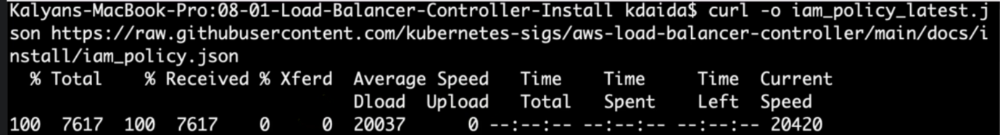 Kalyans-MacBook-Pro:08-01-Load-Balancer-Controller-Install kdaida$ curl -o iam_policy_latest.j
son https://raw.githubusercontent.com/kubernetes-sigs/aws-load-balancer-controller/main/docs/i
nstall/iam_policy.json
  % Total    % Received % Xferd  Average Speed   Time    Time     Time  Current
                                 Dload  Upload   Total   Spent    Left  Speed
100  7617  100  7617    0     0  20037      0 --:--:-- --:--:-- --:--:-- 20420